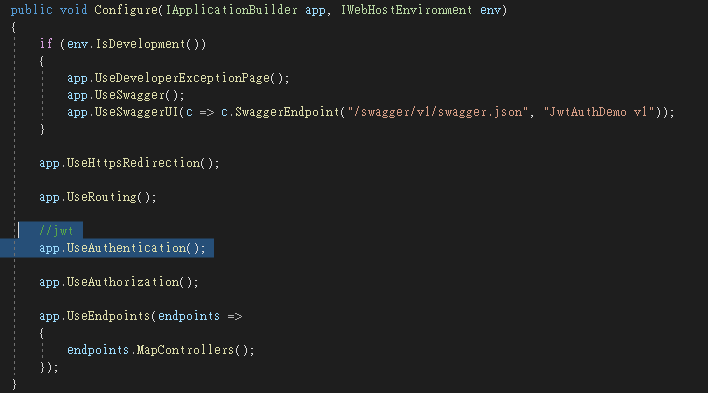 public void Configure(IApplicationBuilder app, IWebHostEnvironment env)
{
if (env.IsDevelopment())
{
app.UseDeveloperExceptionPage();
app.UseSwagger();
app.UseSwaggerUI(c => c.SwaggerEndpoint("/swagger/v1/swagger.json", "JwtAuthDemo v1"));
}
app.UseHttpsRedirection();
app.UseRouting();
//jwt
app.UseAuthentication();
app.UseAuthorization();
app.UseEndpoints(endpoints =>
{
endpoints.MapControllers();
});
}